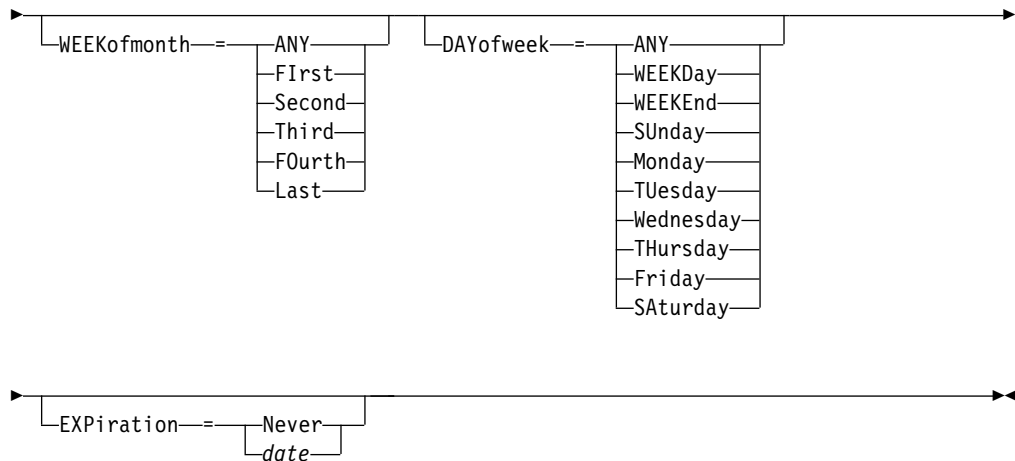 WEEKofmonth = ANY DAYofweek = ANY
FIrst WEEKDay
Second WEEKEnd
Third SUnday
FOurth Monday
Last TUesday
Wednesday
THursday
Friday
SAturday
EXPiration = Never
date